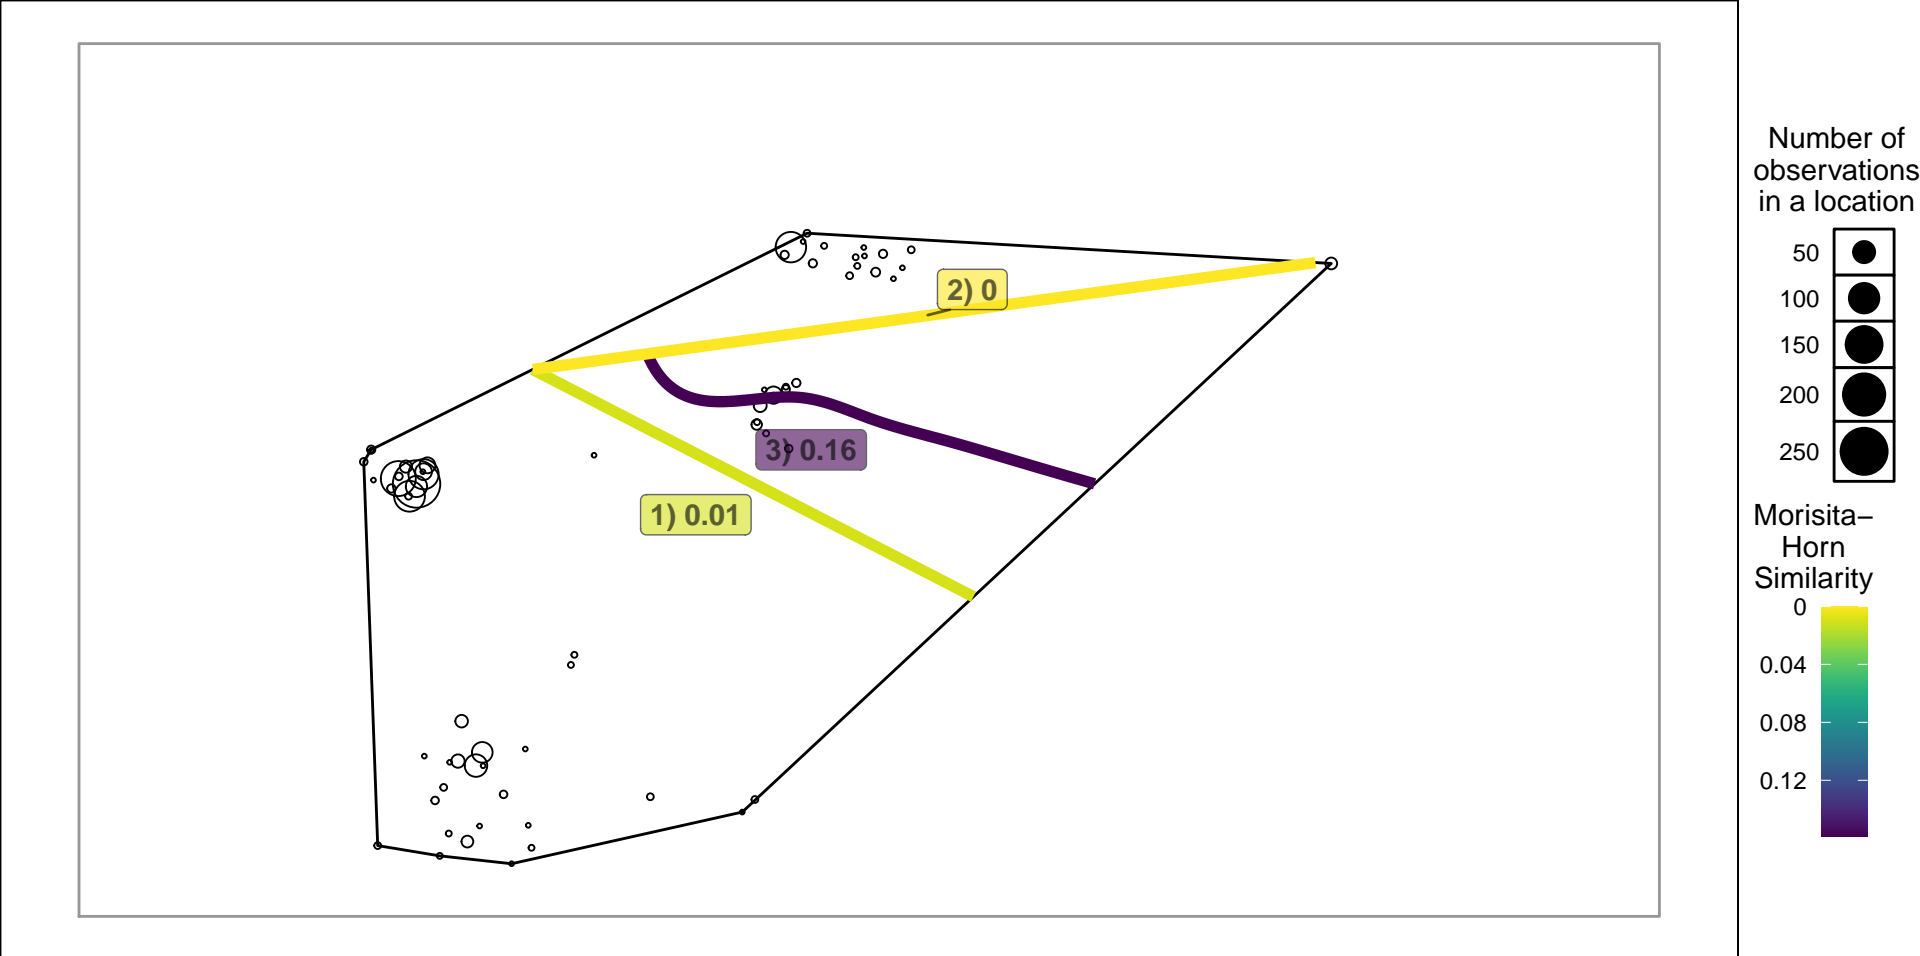 2) 0
3) 0.16
1) 0.01
Number of
observations
in a location
50
100
150
200
250
Morisita–
Horn
Similarity
0
0.04
0.08
0.12